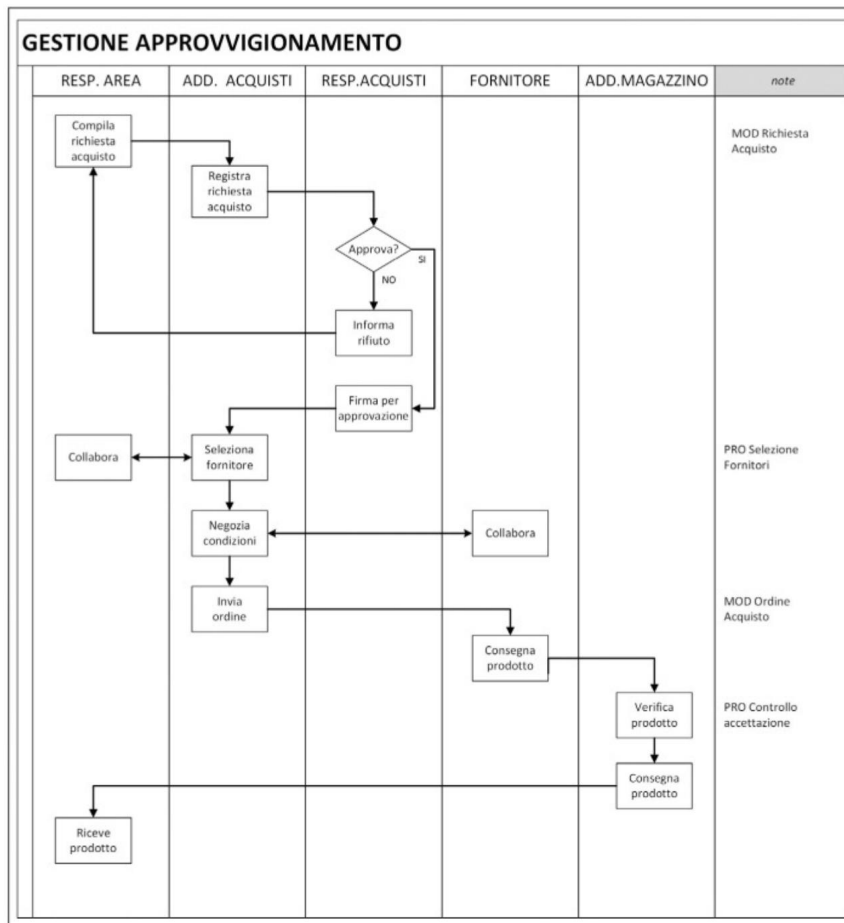 GESTIONE APPROVVIGIONAMENTO
RESP. AREA
ADD. ACQUISTI
RESP.ACQUISTI
FORNITORE
ADD.MAGAZZINO
note
Compila
richiesta
acquisto
MOD Richiesta
Acquisto
Registra
richiesta
acquisto
Approva?
SI
NO
Informa
rifiuto
Firma per
approvazione
Collabora
Seleziona
fornitore
PRO Selezione
Fornitori
Negozia
condizioni
Collabora
Invia
ordine
MOD Ordine
Acquisto
Consegna
prodotto
Verifica
prodotto
PRO Controllo
accettazione
Consegna
prodotto
Riceve
prodotto